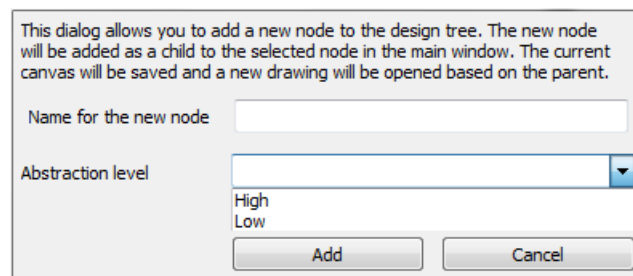 This dialog allows you to add a new node to the design tree. The new node
will be added as a child to the selected node in the main window. The current
canvas will be saved and a new drawing will be opened based on the parent.
Name for the new node
Abstraction level
High
Low
Add
Cancel